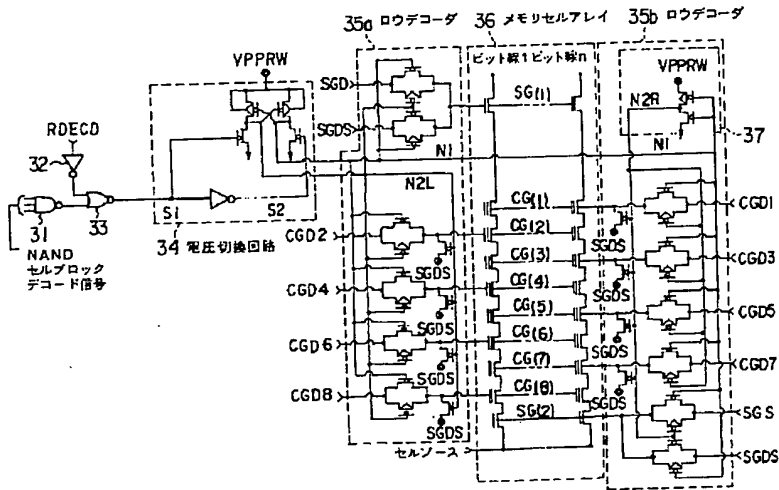 35a ロウデコーダ
36 メモリセルアレイ
35b ロウデコーダ
VPPRW
ビット線1 ビット線n
SGD
SG(1)
VPPRW
SGDS
N2R
RDECD
32
N1
N1
37
N2L
31
33
S1
S2
CG(1)
CGD1
34 電圧切換回路
CGD2
CG(2)
SGDS
NAND
セルブロック
デコード信号
SGDS
CG(3)
CGD3
CGD4
CG(4)
SGDS
SGDS
CG(5)
CGD5
CGD6
CG(6)
SGDS
SGDS
CG(7)
CGD7
CGD8
CG(8)
SGDS
SGDS
SG(2)
SGS
セルソース
SGDS